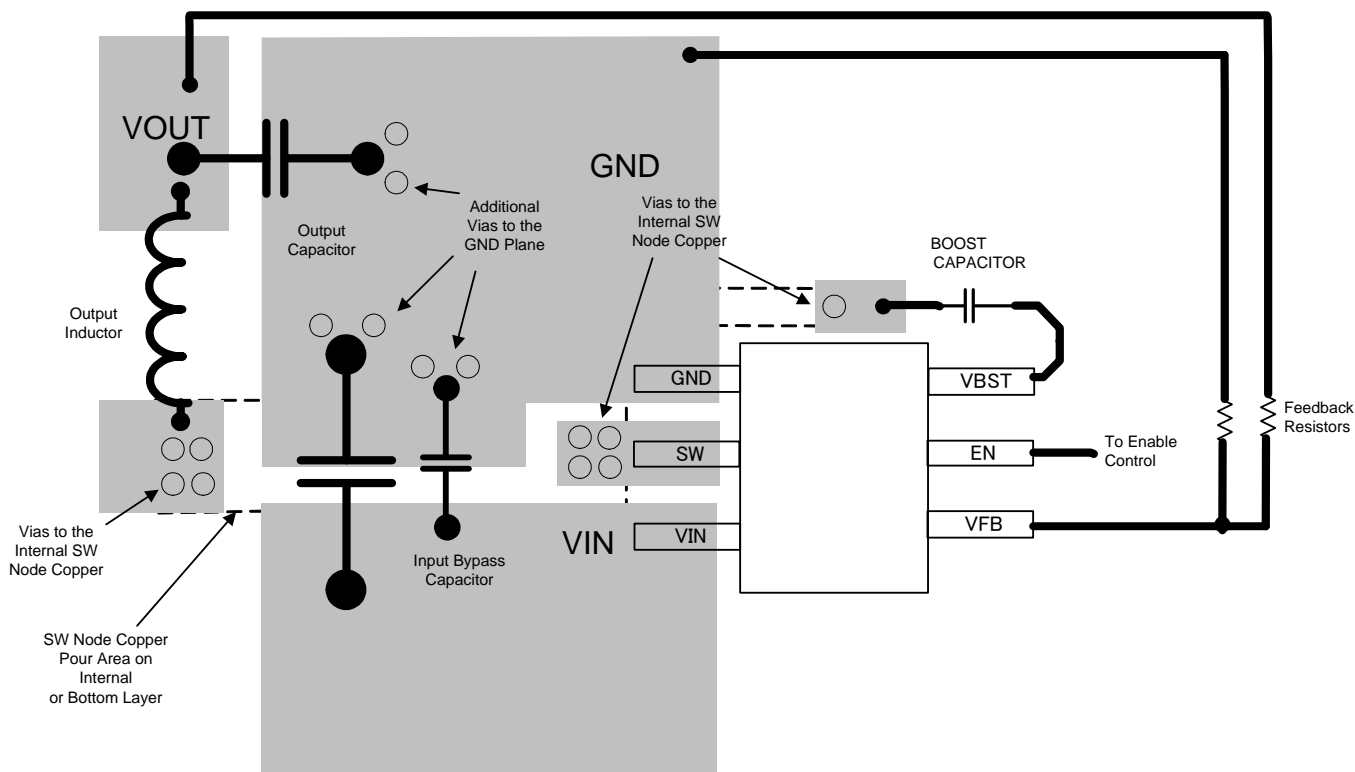 VOUT
GND
Additional
Vias to the
GND Plane
Vias to the
Internal SW
Node Copper
Output
Capacitor
BOOST
CAPACITOR
Output
Inductor
GND
VBST
SW
EN
To Enable
Control
Feedback
Resistors
VIN
VIN
VFB
Vias to the
Internal SW
Node Copper
Input Bypass
Capacitor
SW Node Copper
Pour Area on
Internal
or Bottom Layer